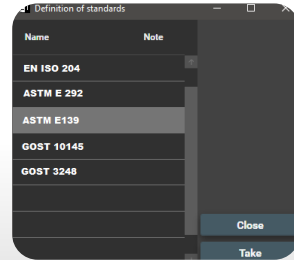 Definition of standards
Name Note
EN ISO 204
ASTM E 292
ASTM E139
GOST 10145
GOST 3248
Close
Take